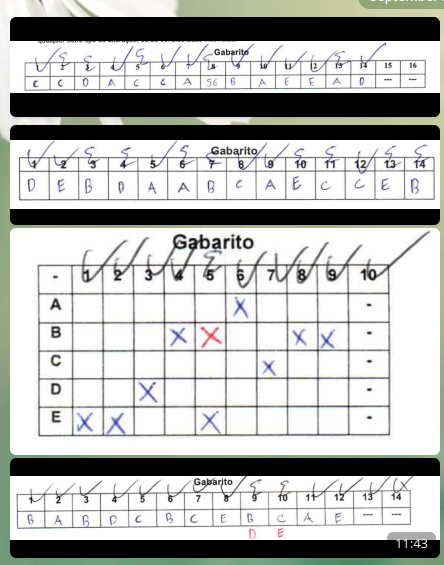 Gabarito
1 2 3 4 5 6 7 8 9 10 11 12 13 14 15 16
C C D A C C A 56 B A E E A D --- ---
Gabarito
1 2 3 4 5 6 7 8 9 10 11 12 13 14
D E B D A A B C A E C C E B
Gabarito
- 1 2 3 4 5 6 7 8 9 10
A X -
B X X X X -
C X -
D X -
E X X X -
Gabarito
1 2 3 4 5 6 7 8 9 10 11 12 13 14
B A B D C B C E B C A E --- ---
D E
11:43